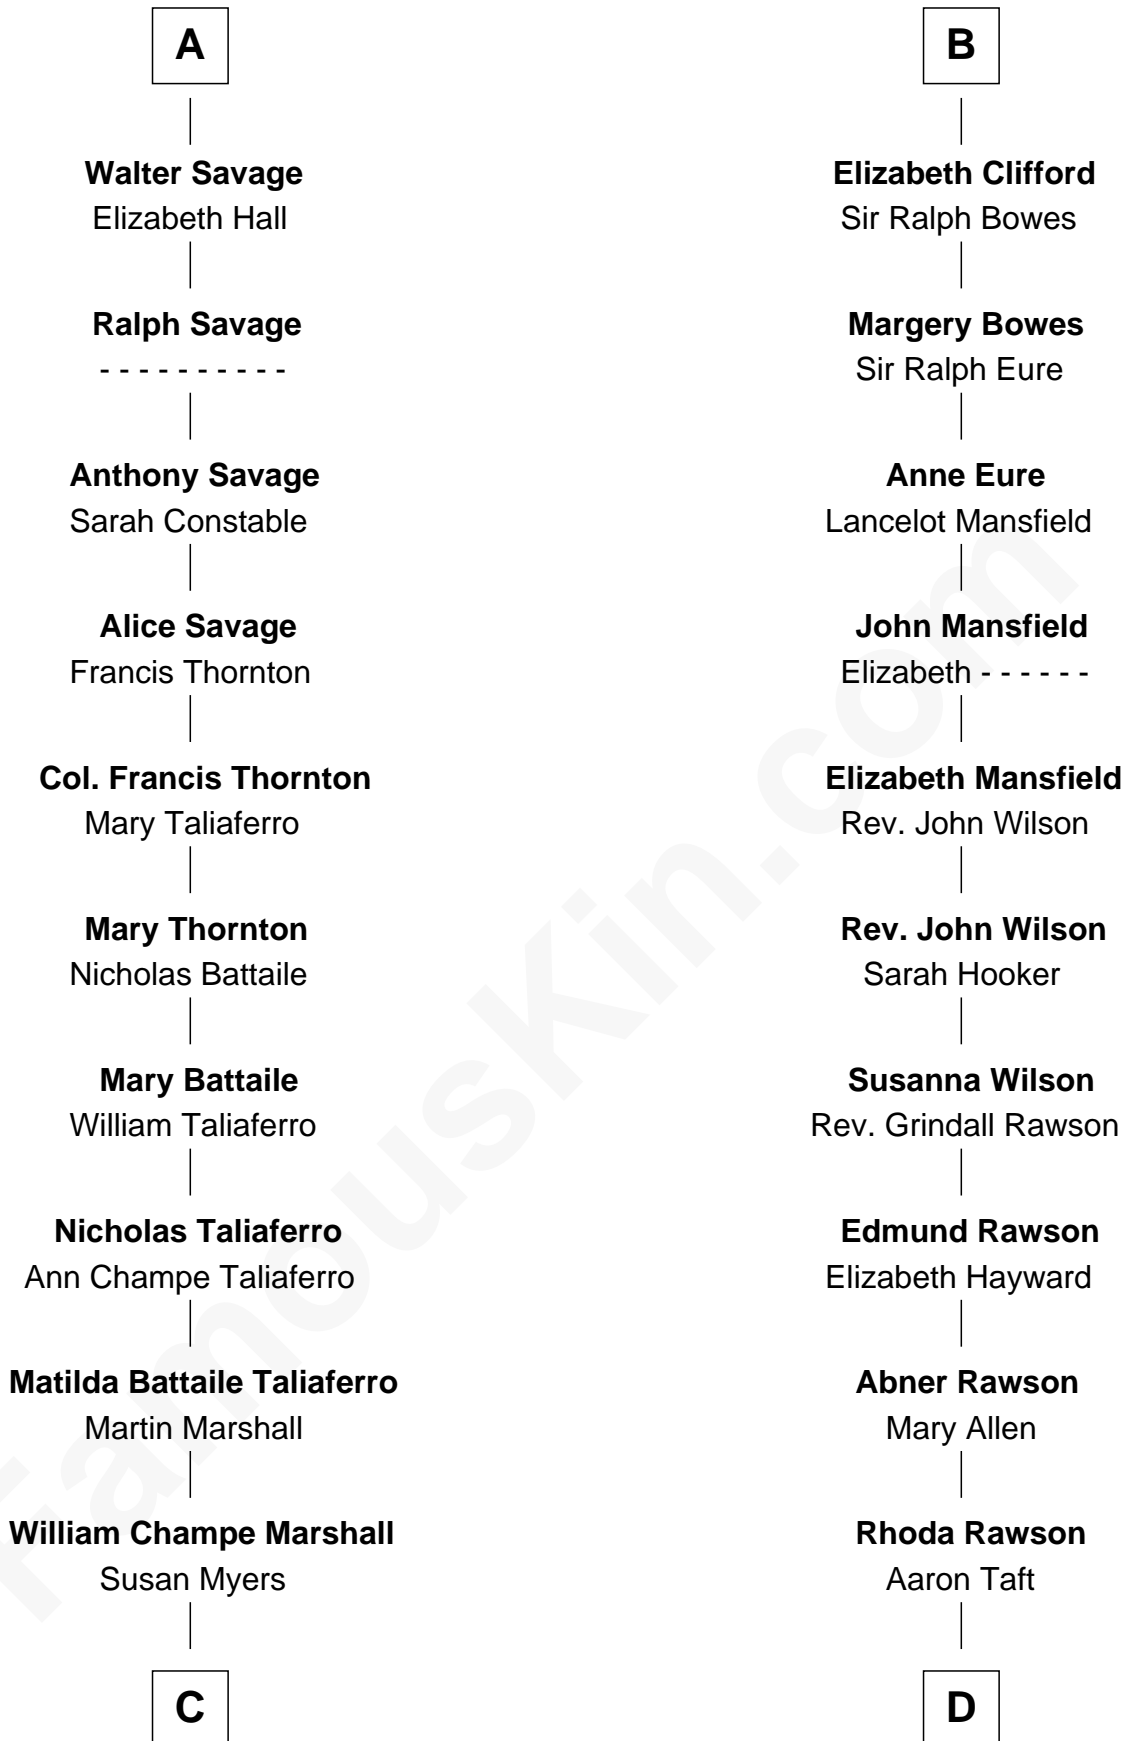 A
Walter Savage
Elizabeth Hall
Ralph Savage
- - - - - - - - - -
Anthony Savage
Sarah Constable
Alice Savage
Francis Thornton
Col. Francis Thornton
Mary Taliaferro
Mary Thornton
Nicholas Battaile
Mary Battaile
William Taliaferro
Nicholas Taliaferro
Ann Champe Taliaferro
Matilda Battaile Taliaferro
Martin Marshall
William Champe Marshall
Susan Myers
C
B
Elizabeth Clifford
Sir Ralph Bowes
Margery Bowes
Sir Ralph Eure
Anne Eure
Lancelot Mansfield
John Mansfield
Elizabeth - - - - - -
Elizabeth Mansfield
Rev. John Wilson
Rev. John Wilson
Sarah Hooker
Susanna Wilson
Rev. Grindall Rawson
Edmund Rawson
Elizabeth Hayward
Abner Rawson
Mary Allen
Rhoda Rawson
Aaron Taft
D
FamousKin.com